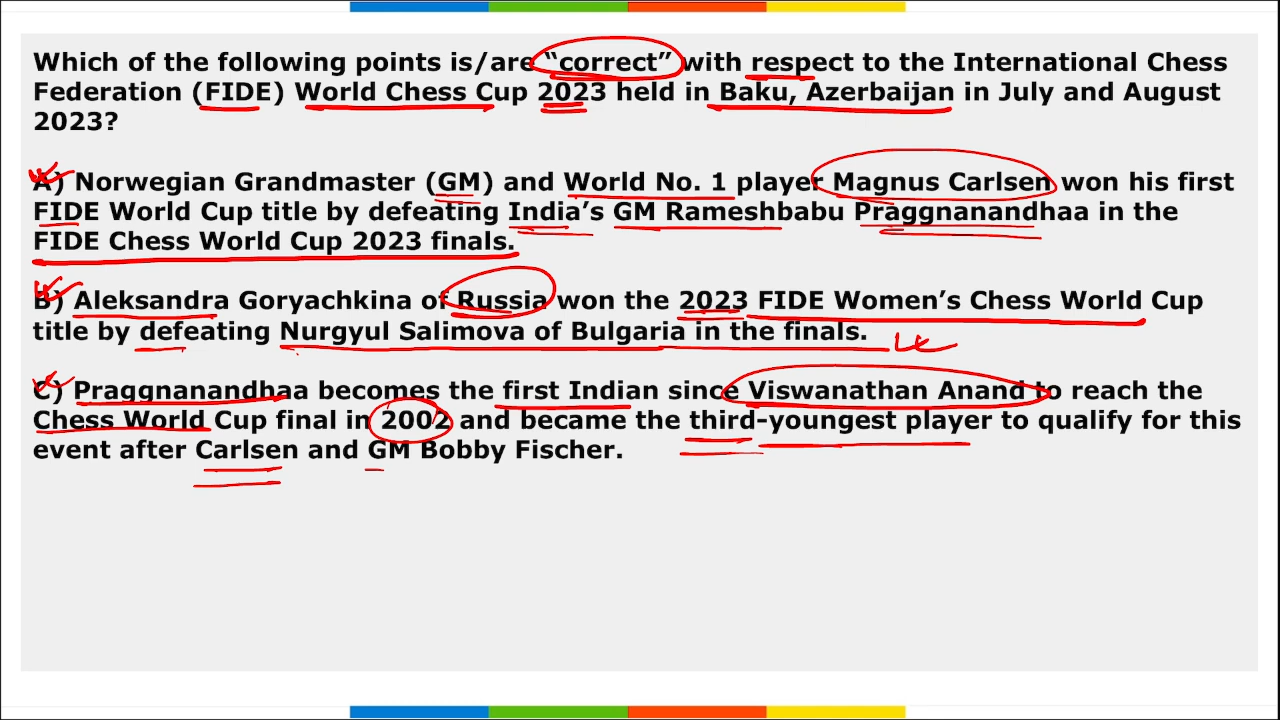 Which of the following points is/are “correct” with respect to the International Chess
Federation (FIDE) World Chess Cup 2023 held in Baku, Azerbaijan in July and August
2023?
A) Norwegian Grandmaster (GM) and World No. 1 player Magnus Carlsen won his first
FIDE World Cup title by defeating India’s GM Rameshbabu Praggnanandhaa in the
FIDE Chess World Cup 2023 finals.
B) Aleksandra Goryachkina of Russia won the 2023 FIDE Women’s Chess World Cup
title by defeating Nurgyul Salimova of Bulgaria in the finals.
C) Praggnanandhaa becomes the first Indian since Viswanathan Anand to reach the
Chess World Cup final in 2002 and became the third-youngest player to qualify for this
event after Carlsen and GM Bobby Fischer.